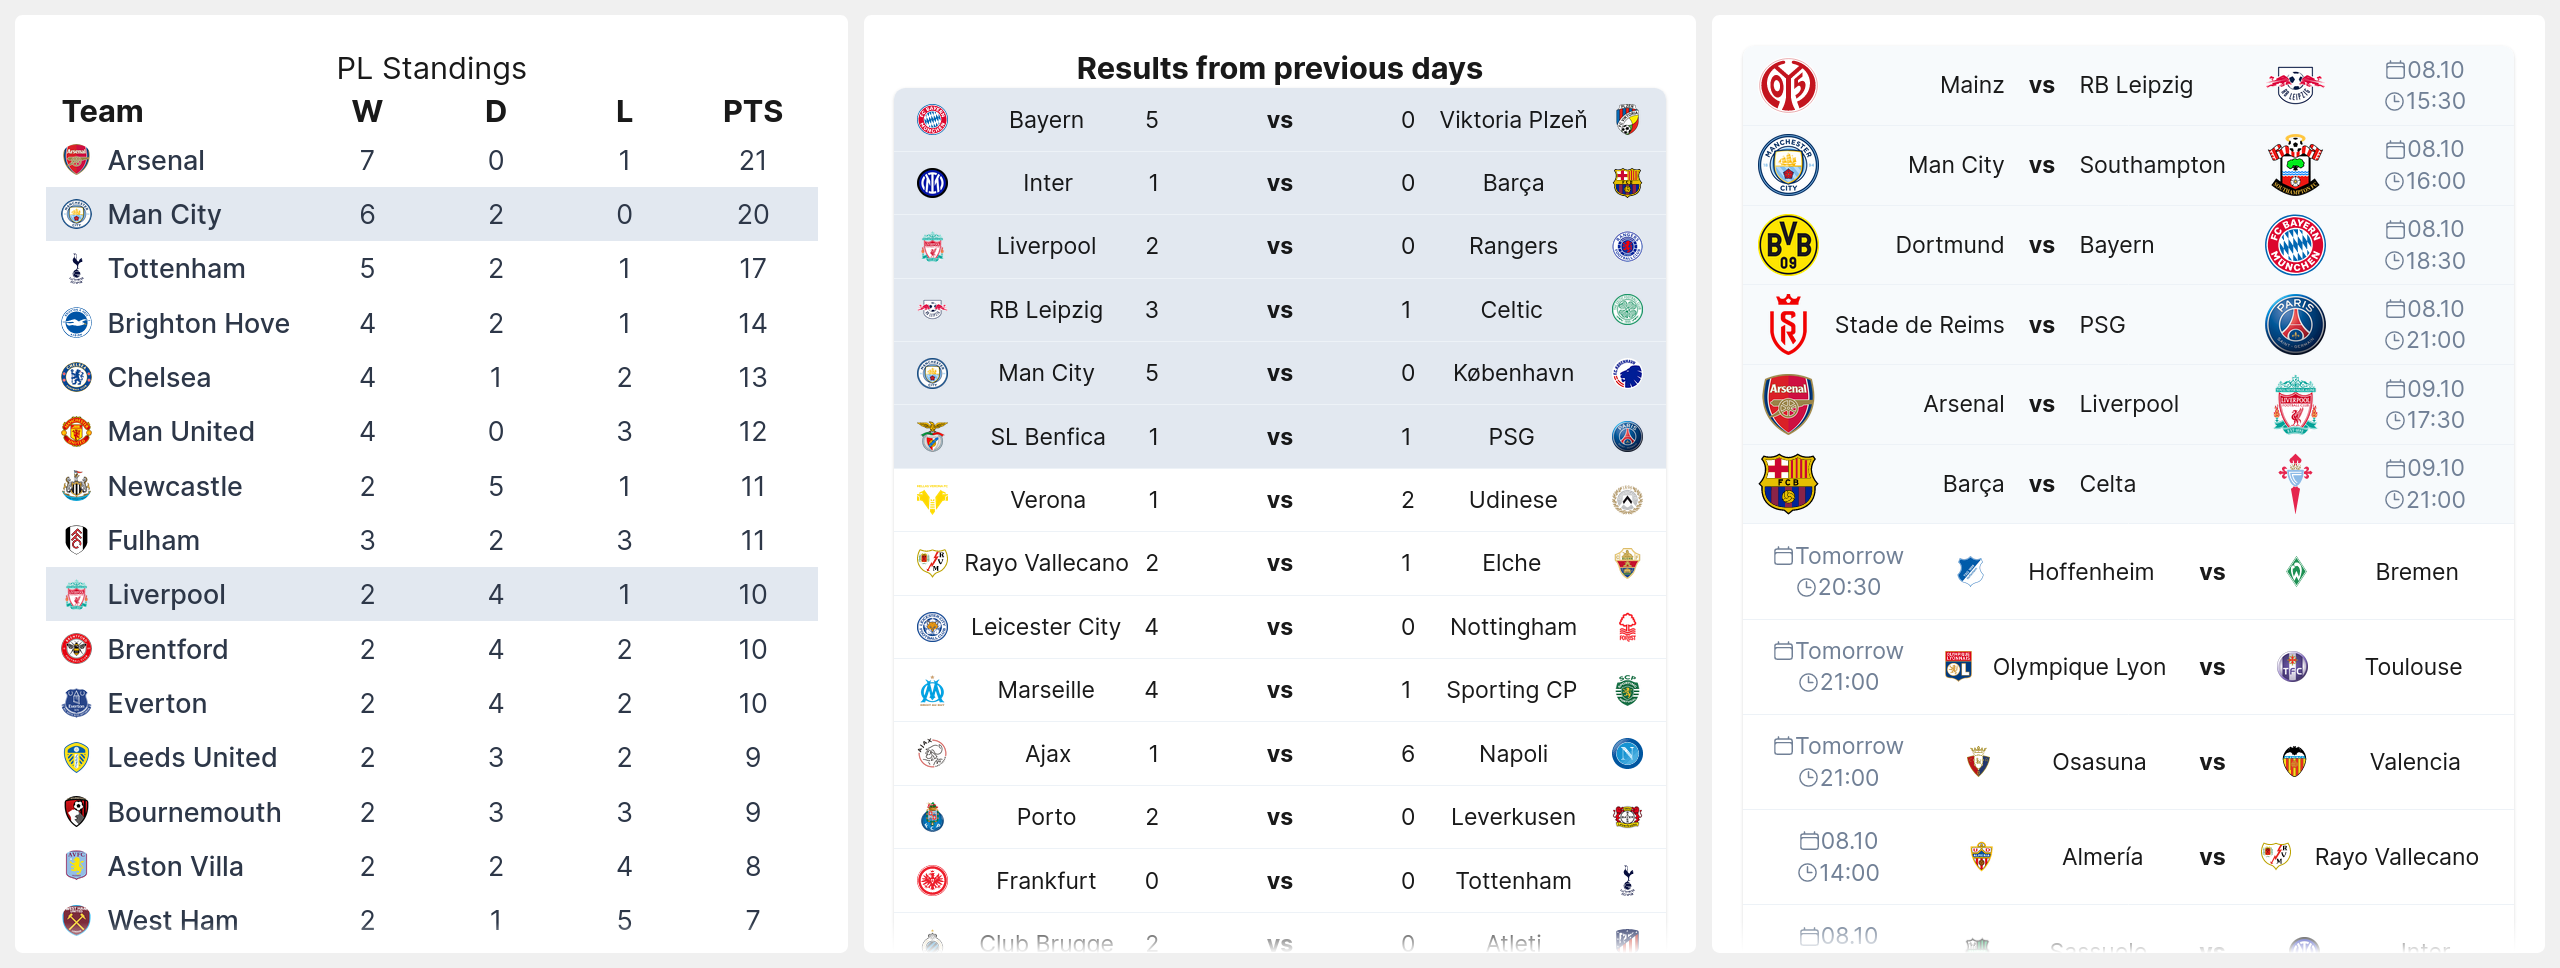 PL Standings
Team W D L PTS
Arsenal 7 0 1 21
Man City 6 2 0 20
Tottenham 5 2 1 17
Brighton Hove 4 2 1 14
Chelsea 4 1 2 13
Man United 4 0 3 12
Newcastle 2 5 1 11
Fulham 3 2 3 11
Liverpool 2 4 1 10
Brentford 2 4 2 10
Everton 2 4 2 10
Leeds United 2 3 2 9
Bournemouth 2 3 3 9
Aston Villa 2 2 4 8
West Ham 2 1 5 7
Results from previous days
Bayern 5 vs 0 Viktoria Plzeň
Inter 1 vs 0 Barça
Liverpool 2 vs 0 Rangers
RB Leipzig 3 vs 1 Celtic
Man City 5 vs 0 København
SL Benfica 1 vs 1 PSG
Verona 1 vs 2 Udinese
Rayo Vallecano 2 vs 1 Elche
Leicester City 4 vs 0 Nottingham
Marseille 4 vs 1 Sporting CP
Ajax 1 vs 6 Napoli
Porto 2 vs 0 Leverkusen
Frankfurt 0 vs 0 Tottenham
Club Brugge 2 vs 0 Atleti
Mainz vs RB Leipzig 08.10
15:30
Man City vs Southampton 08.10
16:00
Dortmund vs Bayern 08.10
18:30
Stade de Reims vs PSG 08.10
21:00
Arsenal vs Liverpool 09.10
17:30
Barça vs Celta 09.10
21:00
Tomorrow
20:30 Hoffenheim vs Bremen
Tomorrow
21:00 Olympique Lyon vs Toulouse
Tomorrow
21:00 Osasuna vs Valencia
08.10
14:00 Almería vs Rayo Vallecano
08.10
Sassuolo vs Inter